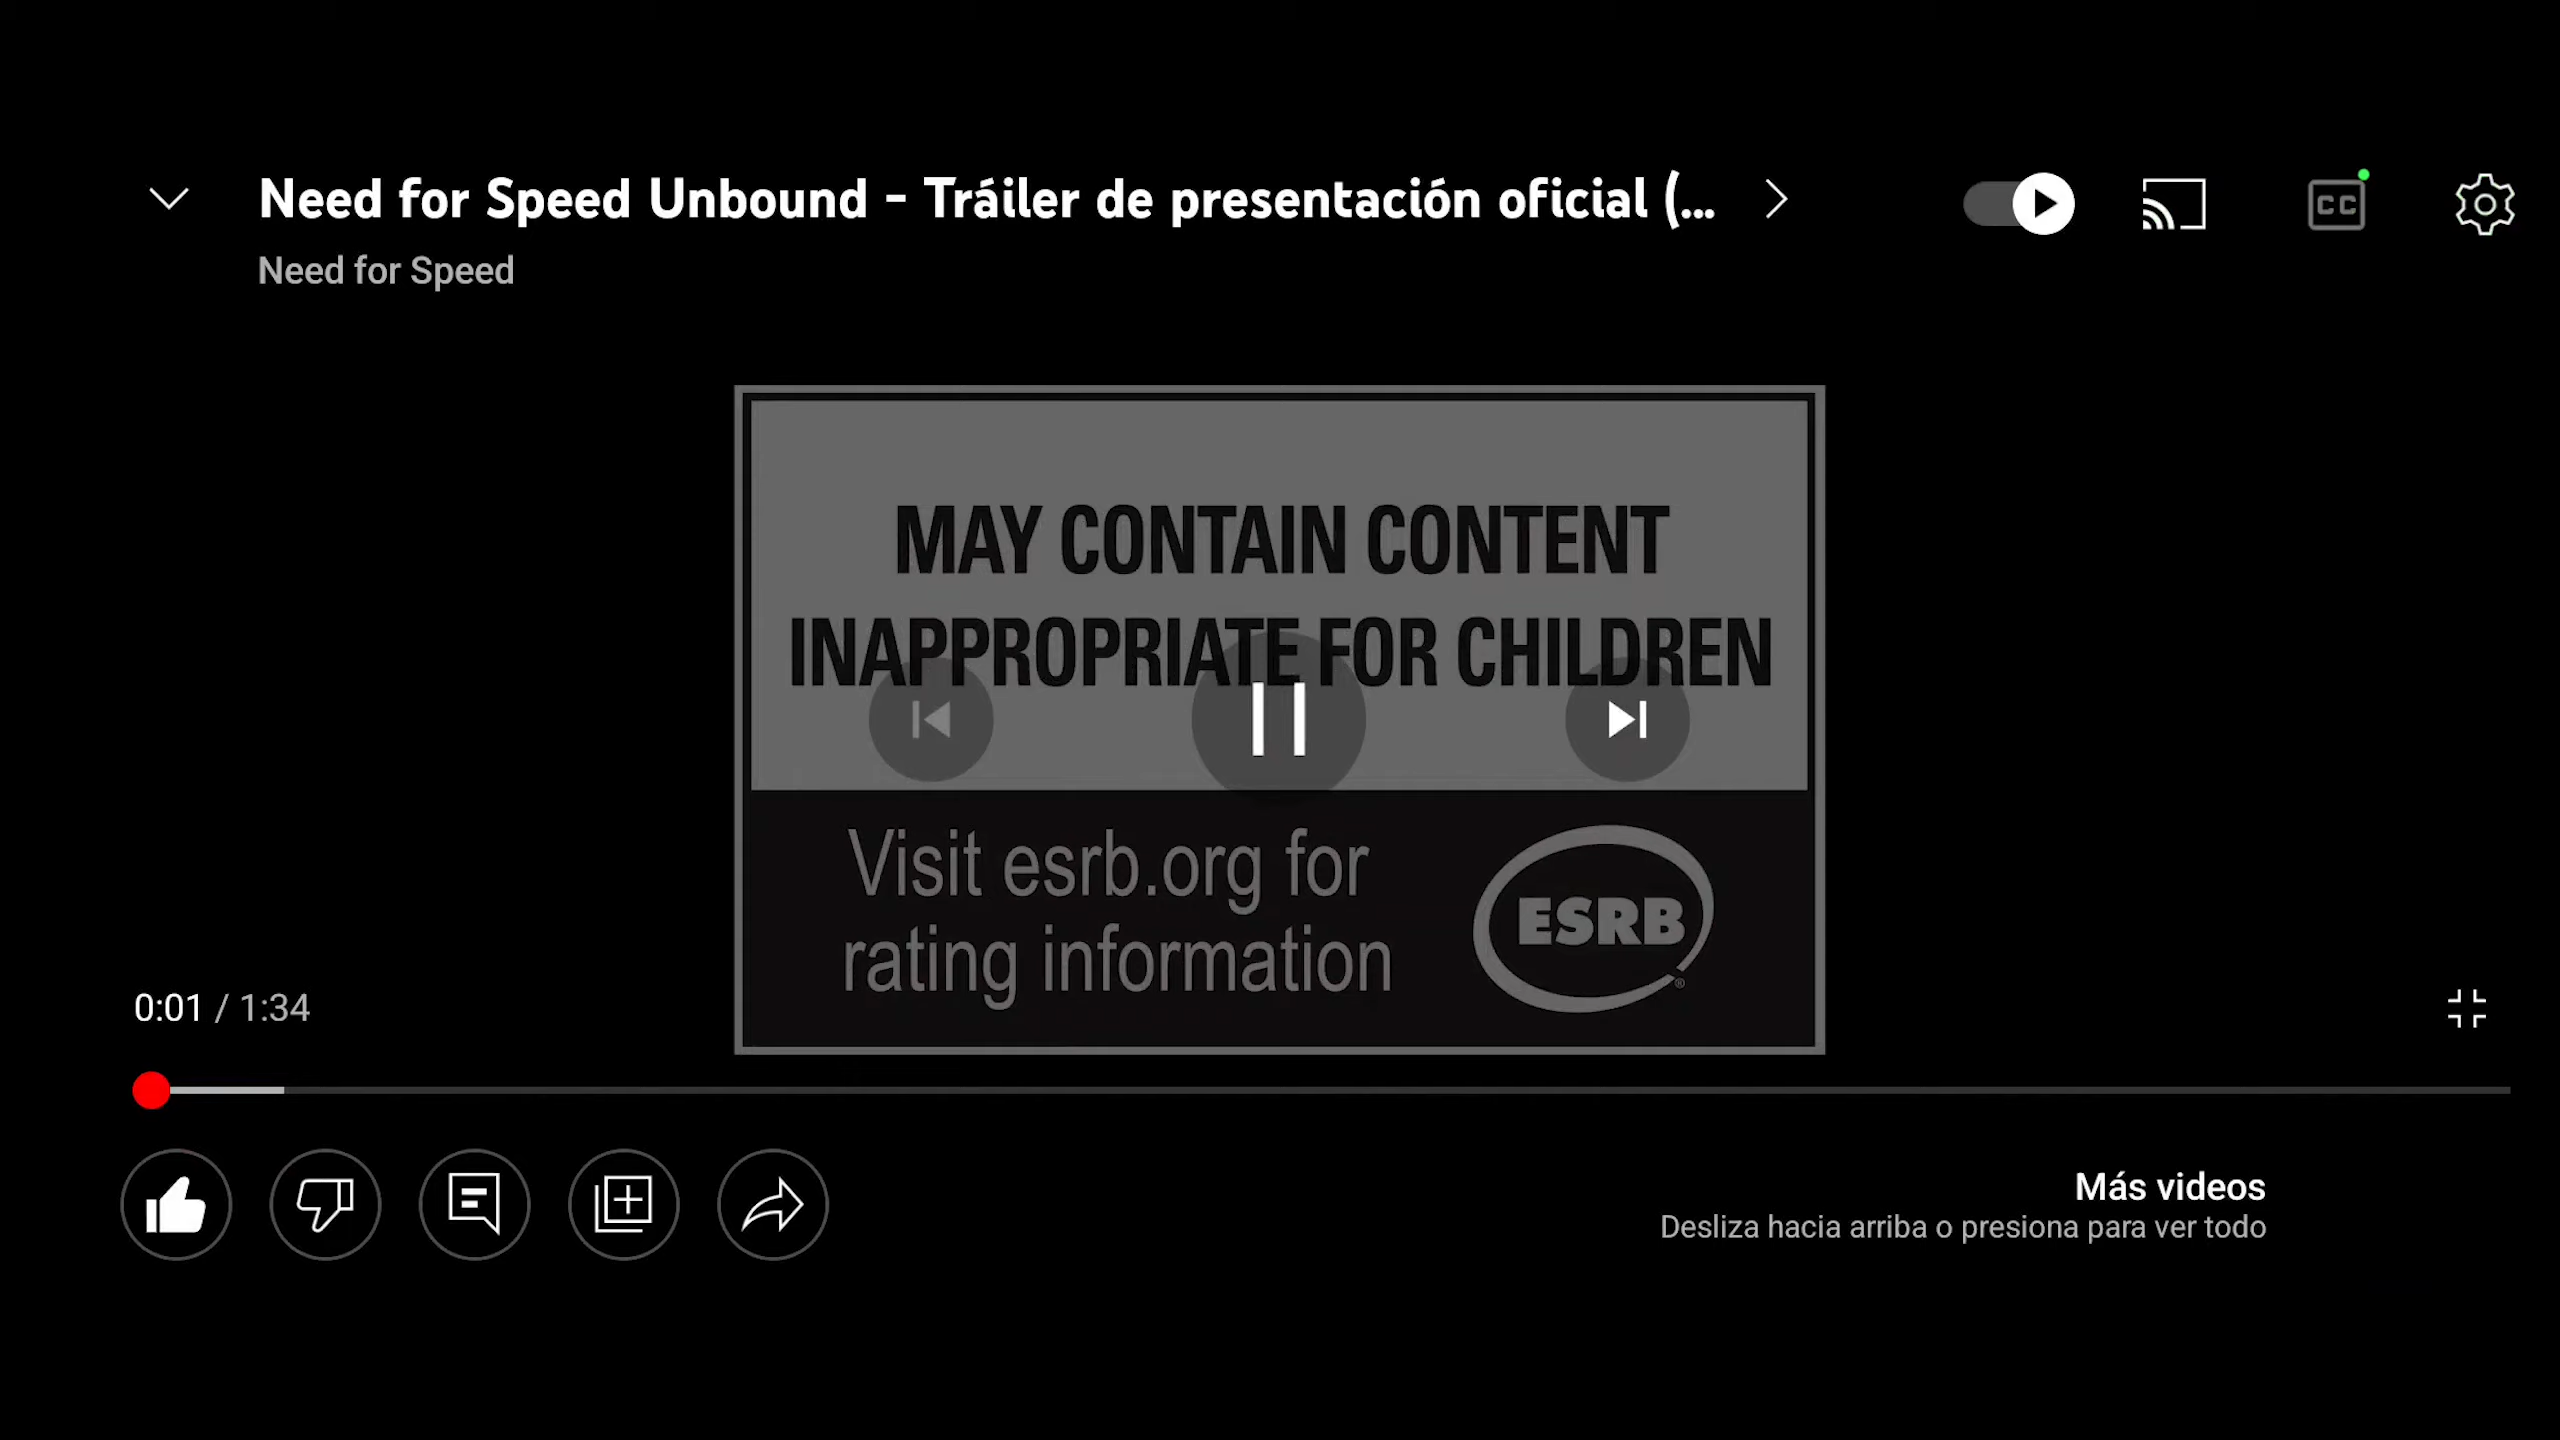 Need for Speed Unbound - Tráiler de presentación oficial (...
Need for Speed
CC
MAY CONTAIN CONTENT
INAPPROPRIATE FOR CHILDREN
Visit esrb.org for
rating information
ESRB
®
0:01 / 1:34
Más videos
Desliza hacia arriba o presiona para ver todo